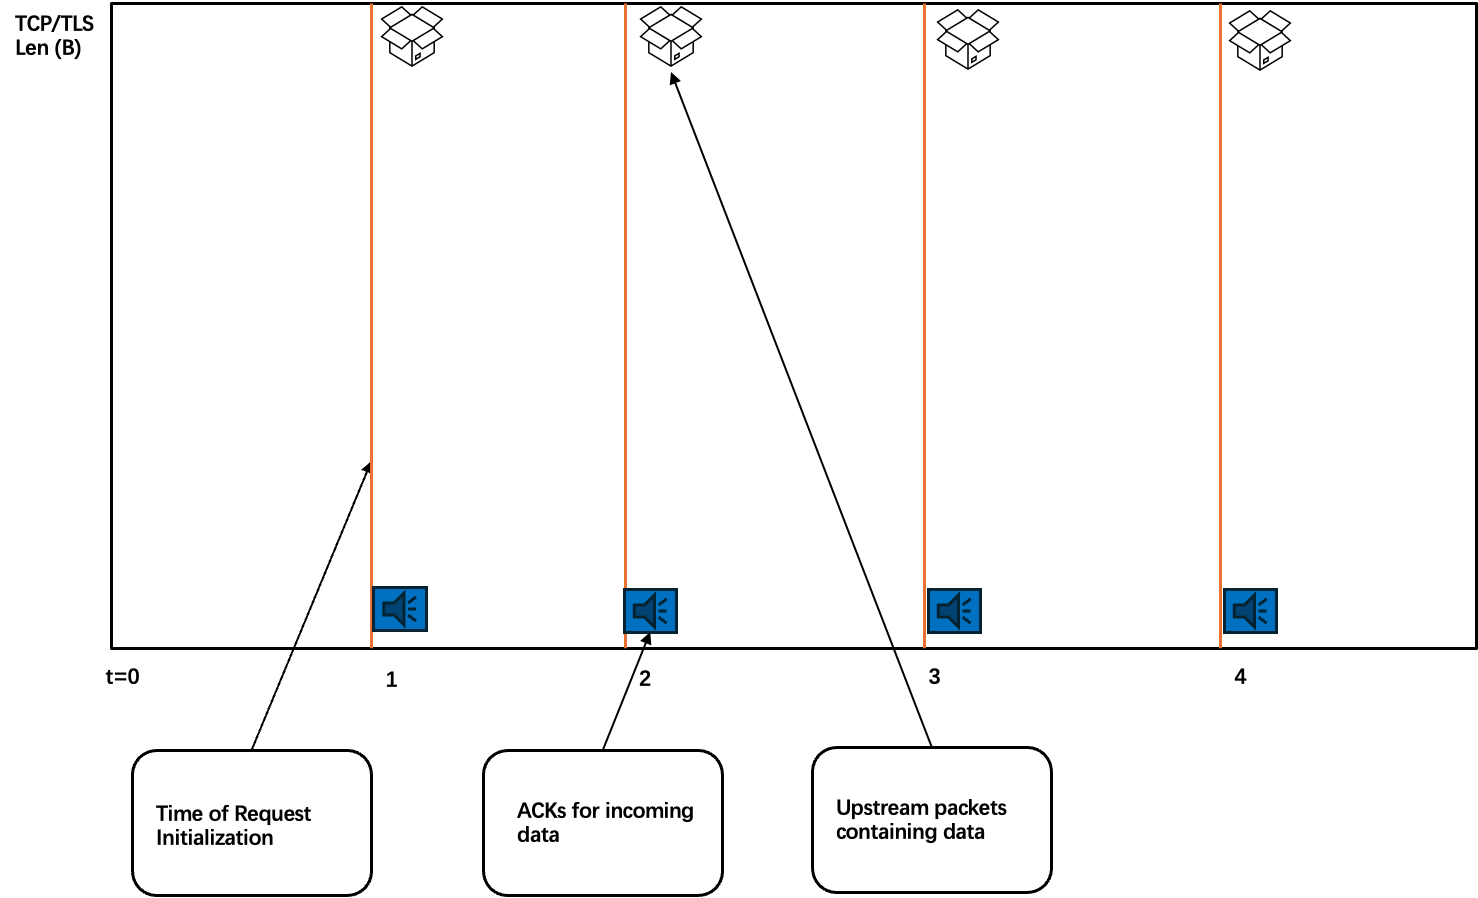 TCP/TLS
Len (B)
t=0
1
2
3
4
Time of Request
Initialization
ACKs for incoming
data
Upstream packets
containing data